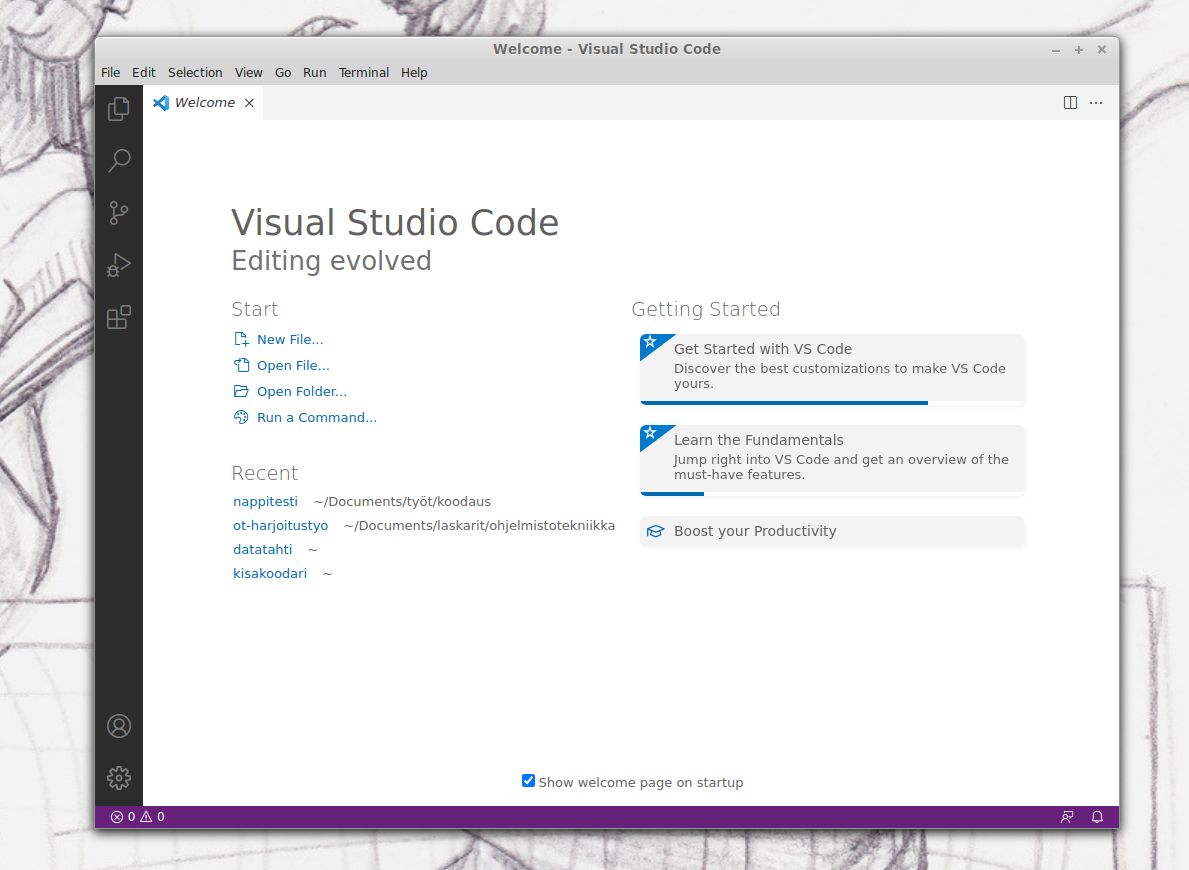 Welcome - Visual Studio Code
File Edit Selection View Go Run Terminal Help
Welcome
Visual Studio Code
Editing evolved
Start
New File...
Open File...
Open Folder...
Run a Command...
Recent
nappitesti ~/Documents/työt/koodaus
ot-harjoitustyo ~/Documents/laskarit/ohjelmistotekniikka
datatahti ~
kisakoodari ~
Getting Started
Get Started with VS Code
Discover the best customizations to make VS Code
yours.
Learn the Fundamentals
Jump right into VS Code and get an overview of the
must-have features.
Boost your Productivity
Show welcome page on startup
0 0